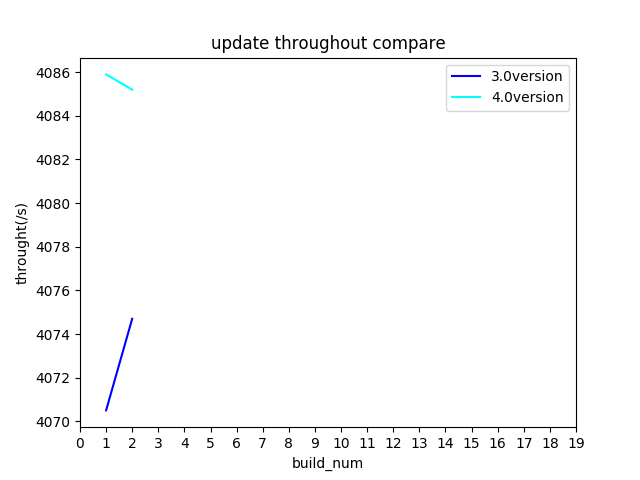 update throughout compare
3.0version
4.0version
throught(/s)
4086
4084
4082
4080
4078
4076
4074
4072
4070
0 1 2 3 4 5 6 7 8 9 10 11 12 13 14 15 16 17 18 19
build_num